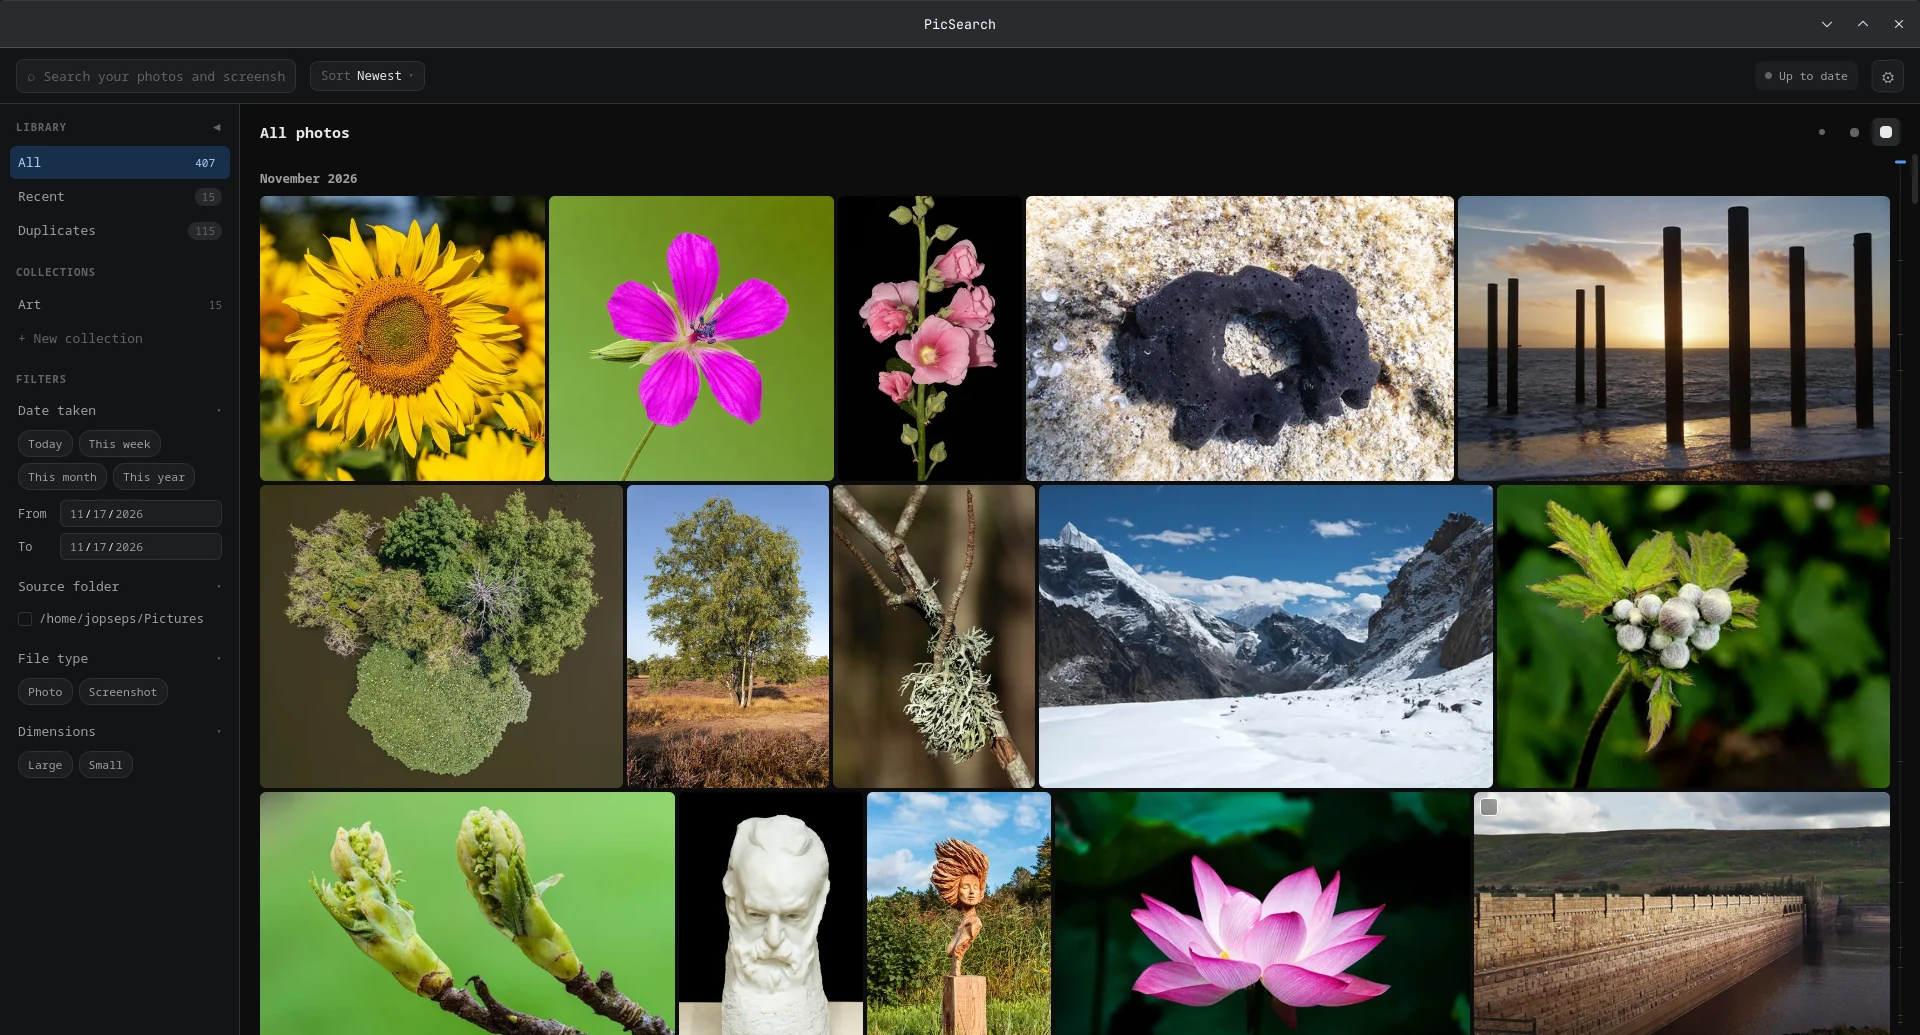 PicSearch
Search your photos and screensh
Sort Newest
Up to date
LIBRARY
All 407
Recent 15
Duplicates 115
COLLECTIONS
Art 15
+ New collection
FILTERS
Date taken
Today This week
This month This year
From 11/17/2026
To 11/17/2026
Source folder
/home/jopseps/Pictures
File type
Photo Screenshot
Dimensions
Large Small
All photos
November 2026